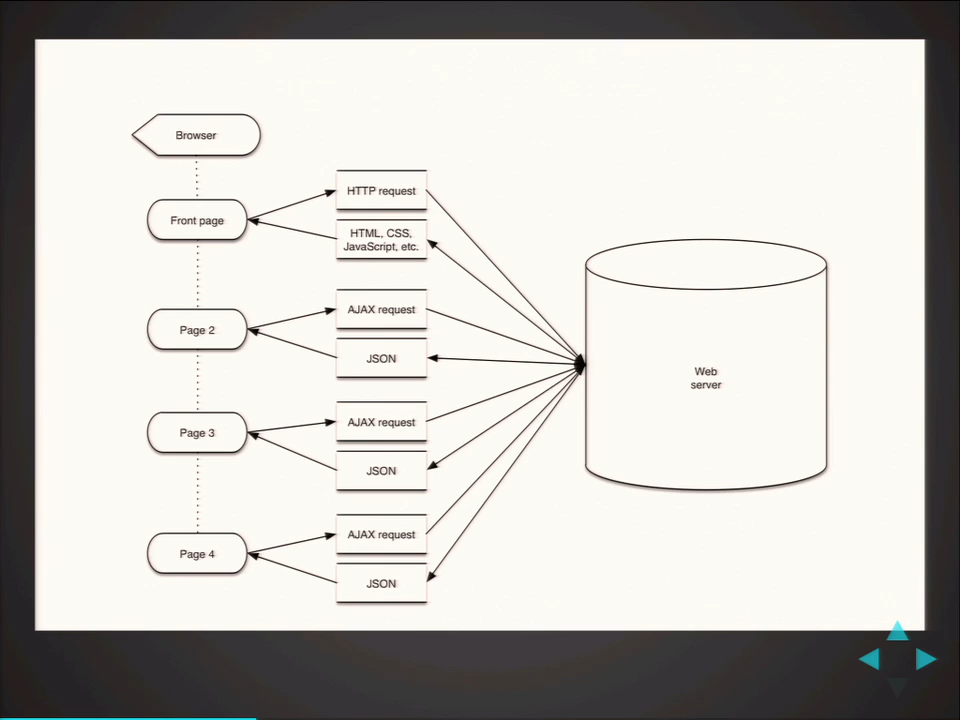 Browser
Front page
HTTP request
HTML, CSS,
JavaScript, etc.
Page 2
AJAX request
JSON
Page 3
AJAX request
JSON
Page 4
AJAX request
JSON
Web
server